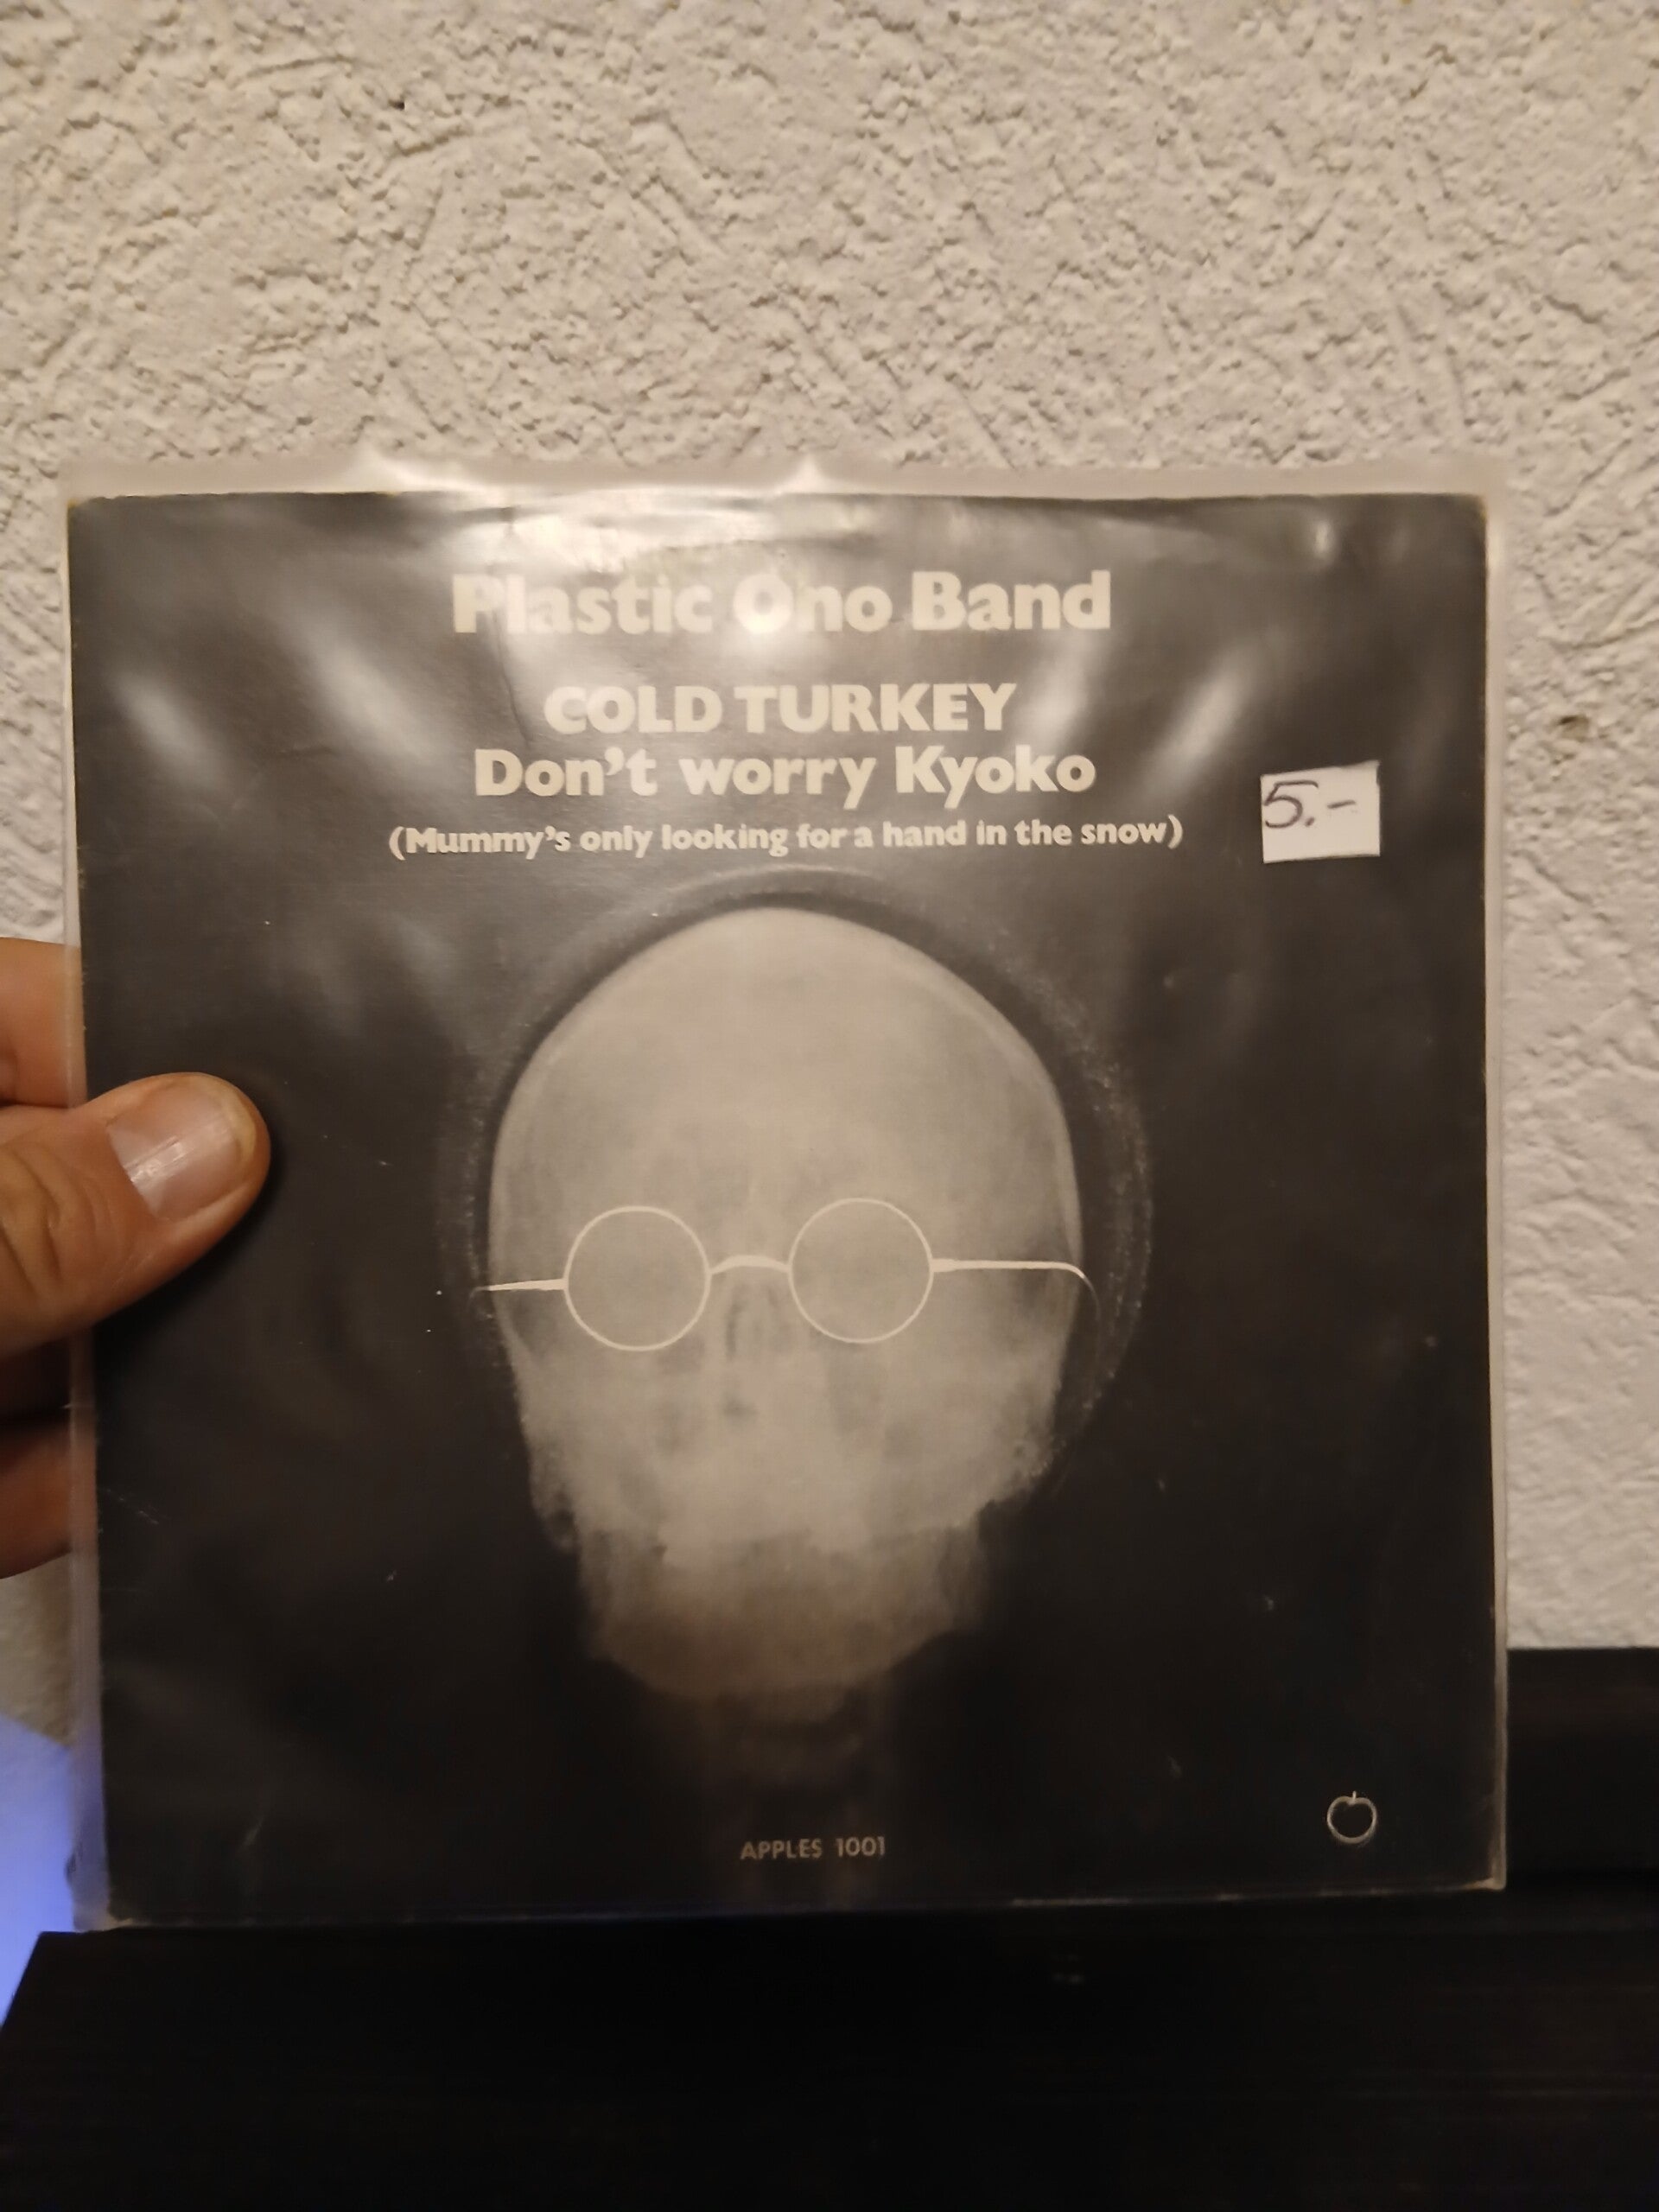 Plastic Ono Band
COLD TURKEY
Don't worry Kyoko
(Mummy's only looking for a hand in the snow)
5.-
APPLES 1001